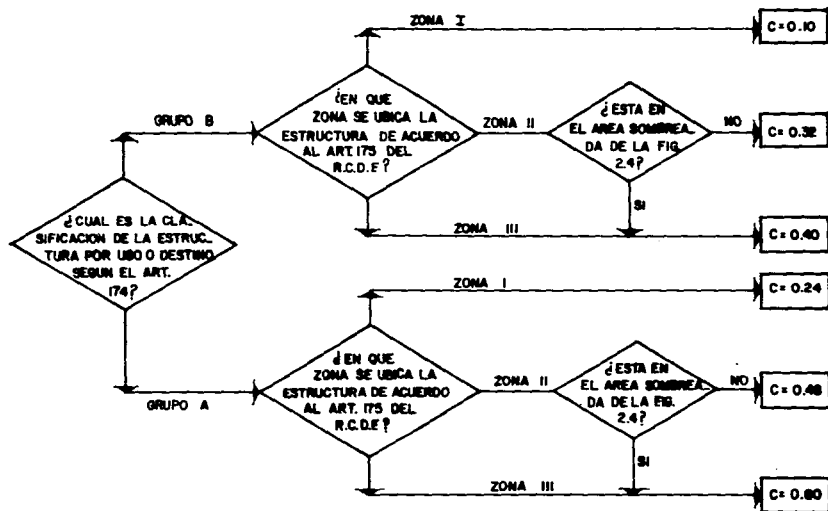 ZONA I
C= 0.10
GRUPO B
¿EN QUE
ZONA SE UBICA LA
ESTRUCTURA DE ACUERDO
AL ART. 175 DEL
R.C.D.F?
ZONA II
¿ESTA EN
EL AREA SOMBREA_
DA DE LA FIG.
2.4?
NO
C= 0.32
SI
ZONA III
C= 0.40
¿CUAL ES LA CLA_
SIFICACION DE LA ESTRUC_
TURA POR USO O DESTINO
SEGUN EL ART.
174?
ZONA I
C= 0.24
GRUPO A
¿EN QUE
ZONA SE UBICA LA
ESTRUCTURA DE ACUERDO
AL ART. 175 DEL
R.C.D.F?
ZONA II
¿ESTA EN
EL AREA SOMBREA_
DA DE LA FIG.
2.4?
NO
C= 0.48
SI
ZONA III
C= 0.60